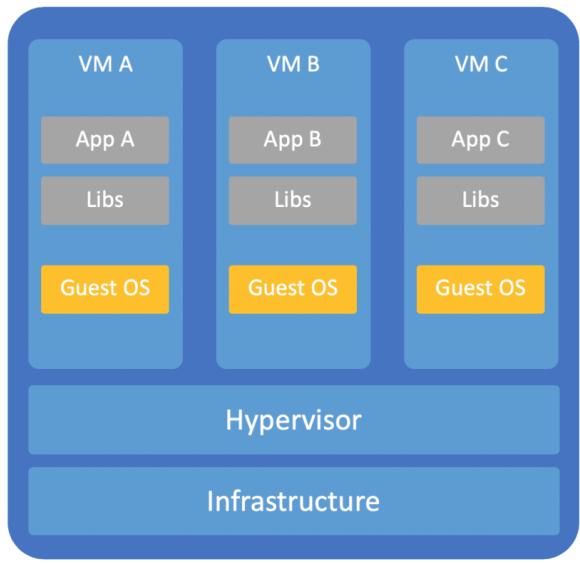 VM A
VM B
VM C
App A
App B
App C
Libs
Libs
Libs
Guest OS
Guest OS
Guest OS
Hypervisor
Infrastructure